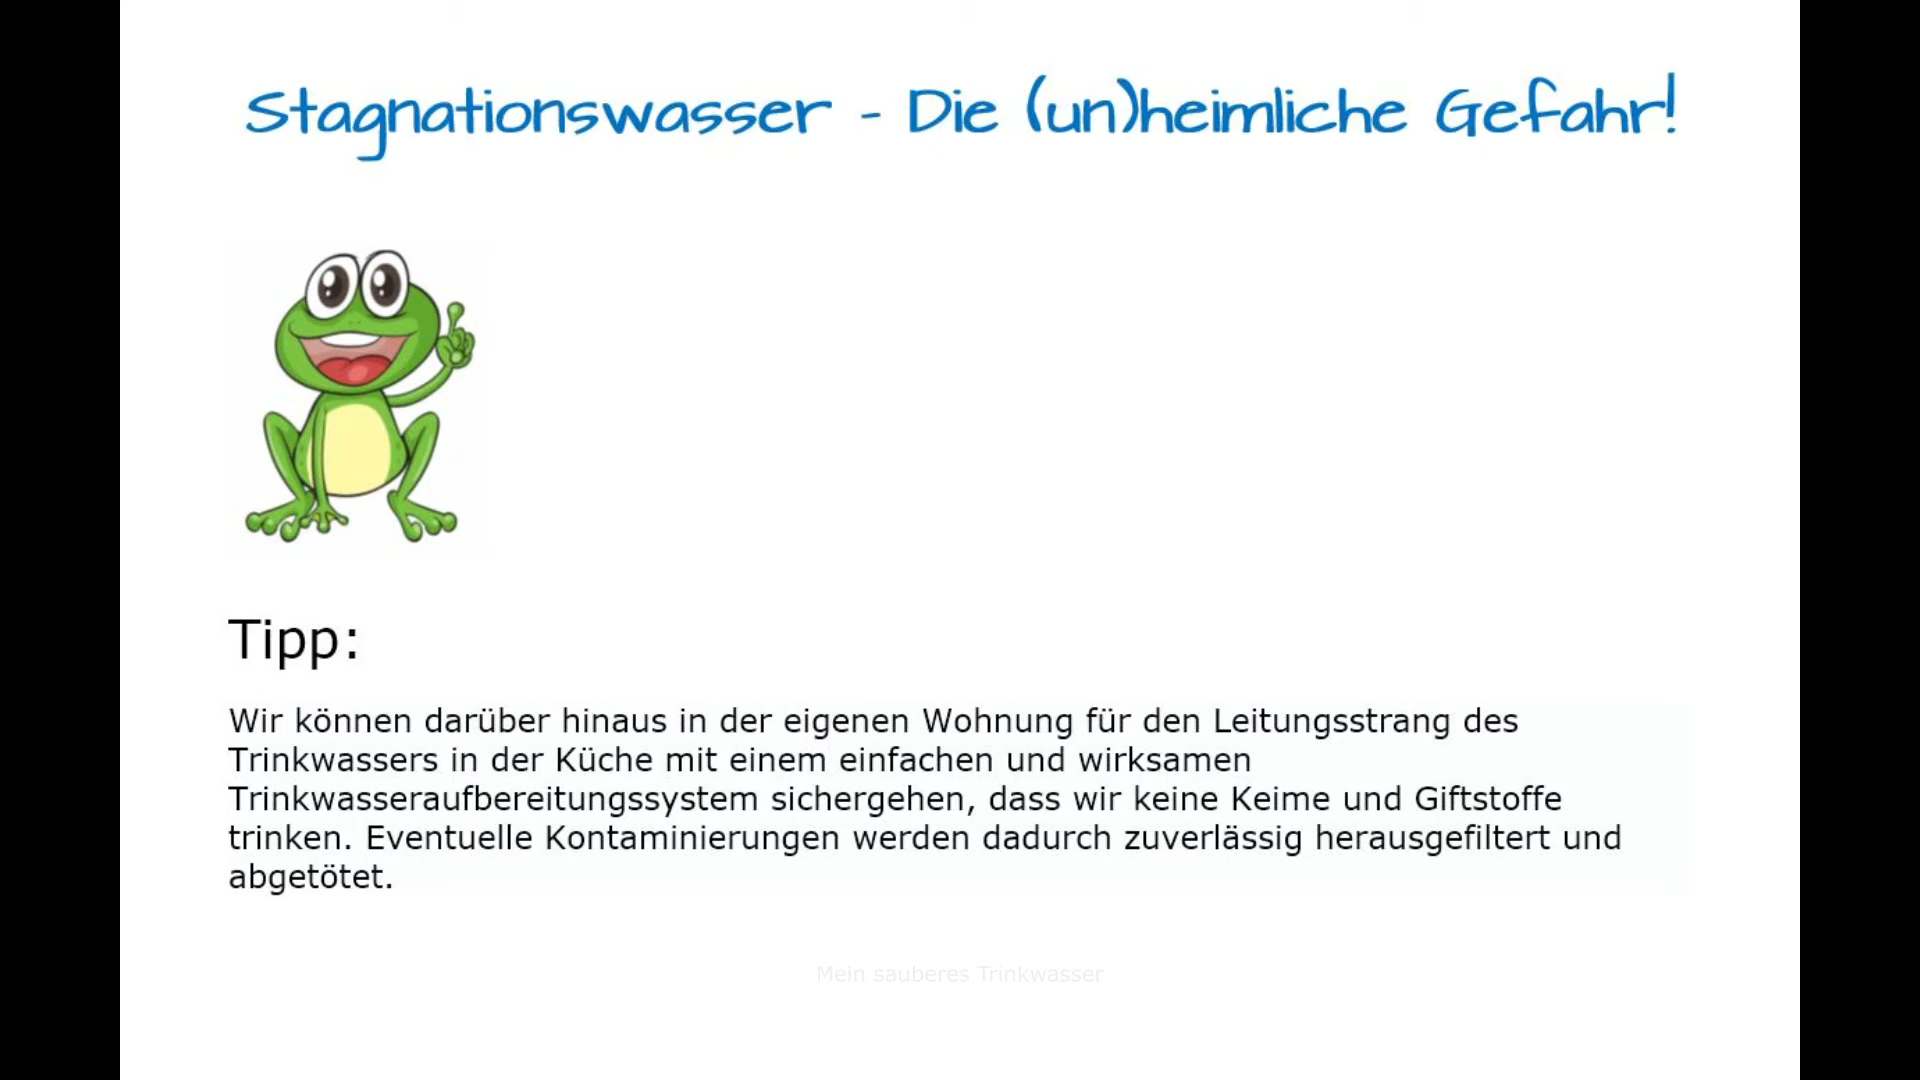 Stagnationswasser - Die (un)heimliche Gefahr!
Tipp:
Wir können darüber hinaus in der eigenen Wohnung für den Leitungsstrang des
Trinkwassers in der Küche mit einem einfachen und wirksamen
Trinkwasseraufbereitungssystem sichergehen, dass wir keine Keime und Giftstoffe
trinken. Eventuelle Kontaminierungen werden dadurch zuverlässig herausgefiltert und
abgetötet.
Mein sauberes Trinkwasser